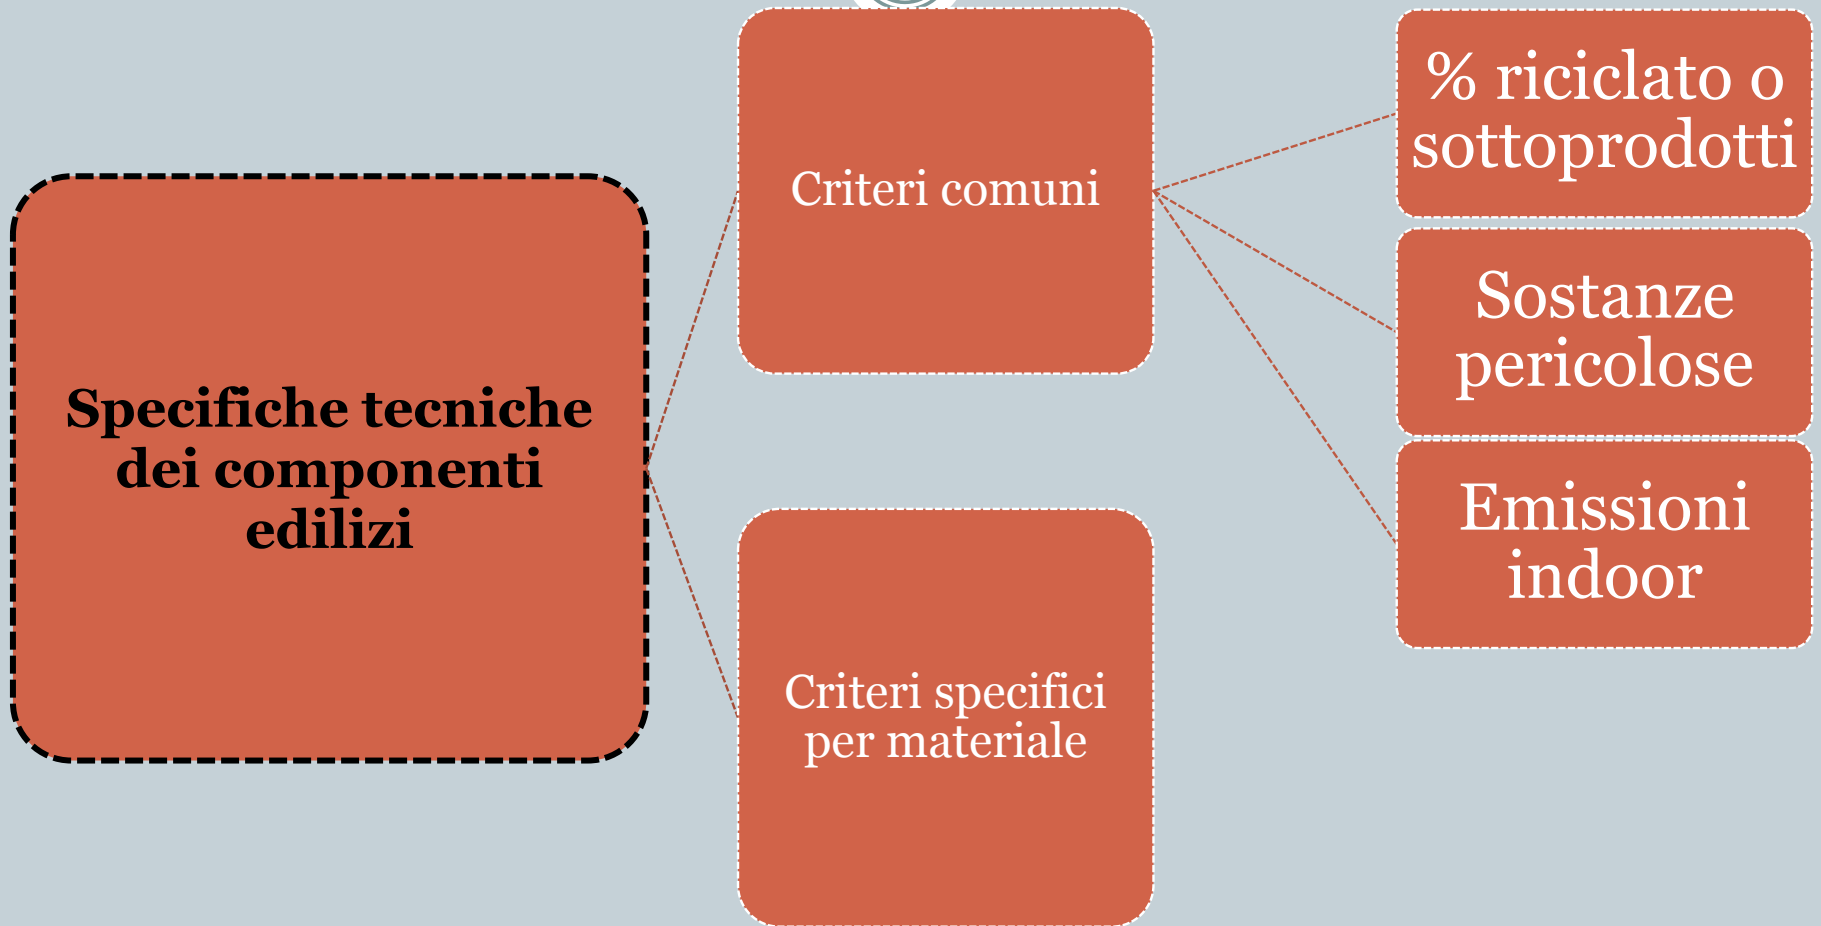 Specifiche tecniche
dei componenti
edilizi
Criteri comuni
% riciclato o
sottoprodotti
Sostanze
pericolose
Emissioni
indoor
Criteri specifici
per materiale